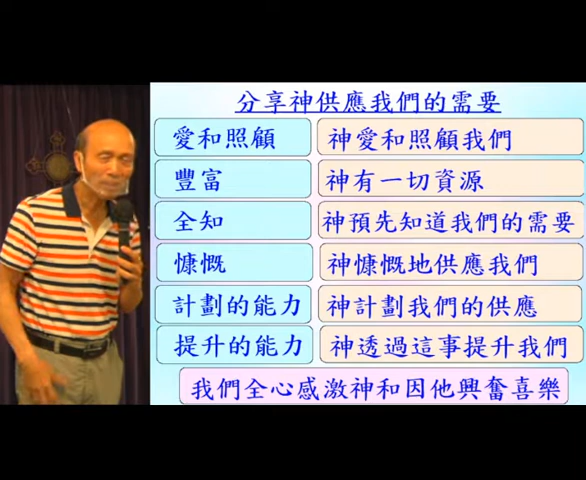 分享神供應我們的需要
愛和照顧 神愛和照顧我們
豐富 神有一切資源
全知 神預先知道我們的需要
慷慨 神慷慨地供應我們
計劃的能力 神計劃我們的供應
提升的能力 神透過這事提升我們
我們全心感激神和因他興奮喜樂